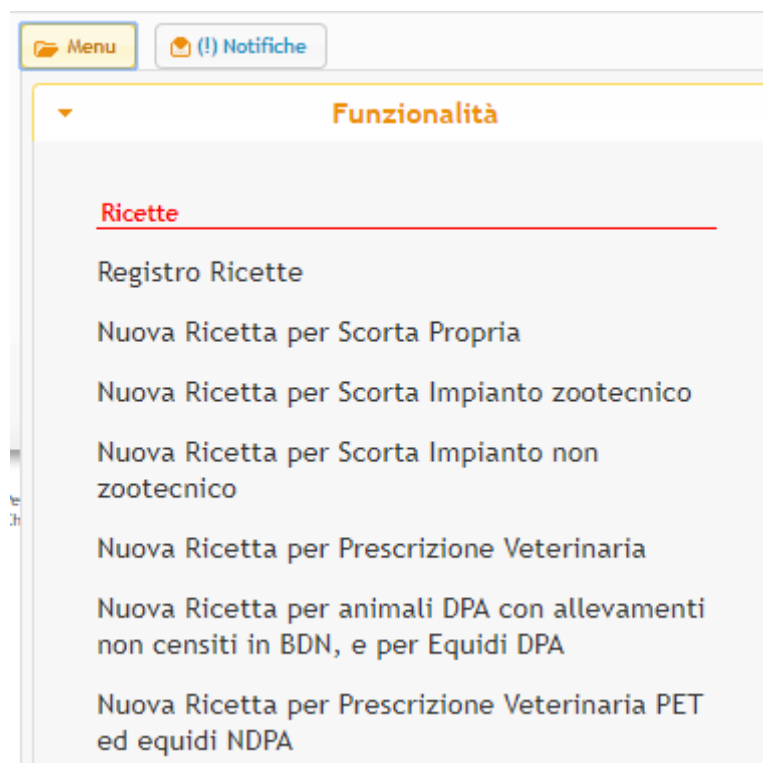 Menu
(!) Notifiche
Funzionalità
Ricette
Registro Ricette
Nuova Ricetta per Scorta Propria
Nuova Ricetta per Scorta Impianto zootecnico
Nuova Ricetta per Scorta Impianto non
zootecnico
Nuova Ricetta per Prescrizione Veterinaria
Nuova Ricetta per animali DPA con allevamenti
non censiti in BDN, e per Equidi DPA
Nuova Ricetta per Prescrizione Veterinaria PET
ed equidi NDPA